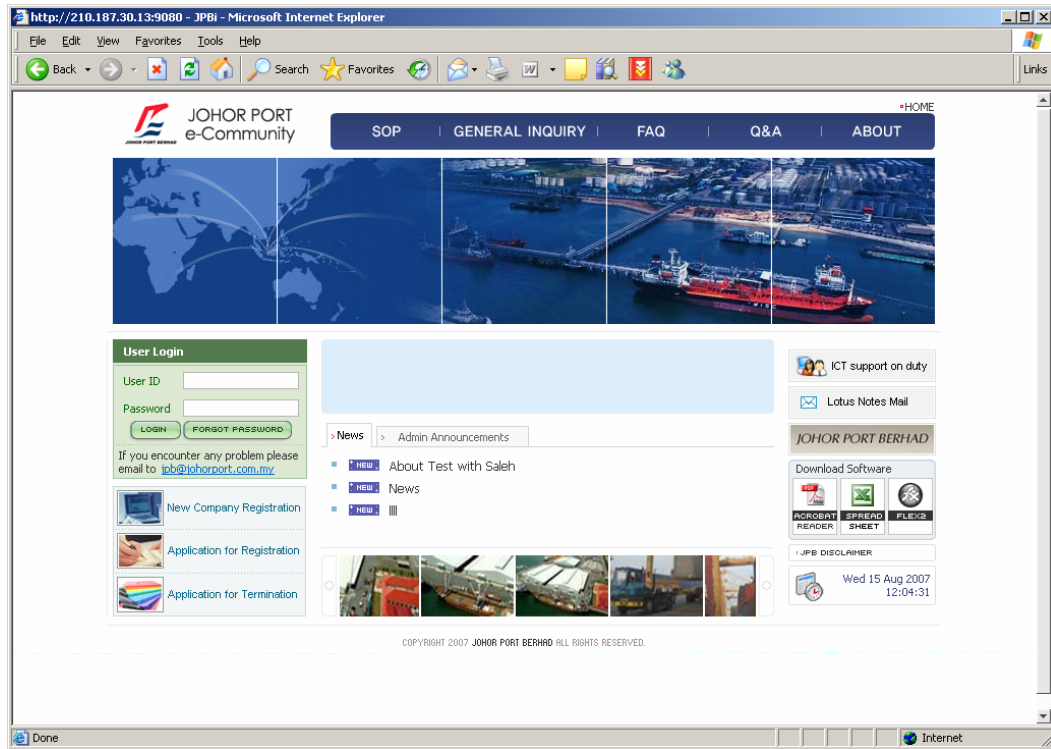 http://210.187.30.13:9080 - JPBi - Microsoft Internet Explorer
File Edit View Favorites Tools Help
Back Search Favorites Links
HOME
JOHOR PORT
e-Community
JOHOR PORT BERHAD
SOP | GENERAL INQUIRY | FAQ | Q&A | ABOUT
User Login
User ID
Password
LOGIN FORGOT PASSWORD
If you encounter any problem please
email to jpb@johorport.com.my
New Company Registration
Application for Registration
Application for Termination
News > Admin Announcements
NEW About Test with Saleh
NEW News
NEW llll
ICT support on duty
Lotus Notes Mail
JOHOR PORT BERHAD
Download Software
PDF
ACROBAT READER
SPREAD SHEET
FLEX2
JPB DISCLAIMER
Wed 15 Aug 2007
12:04:31
COPYRIGHT 2007 JOHOR PORT BERHAD ALL RIGHTS RESERVED.
Done Internet